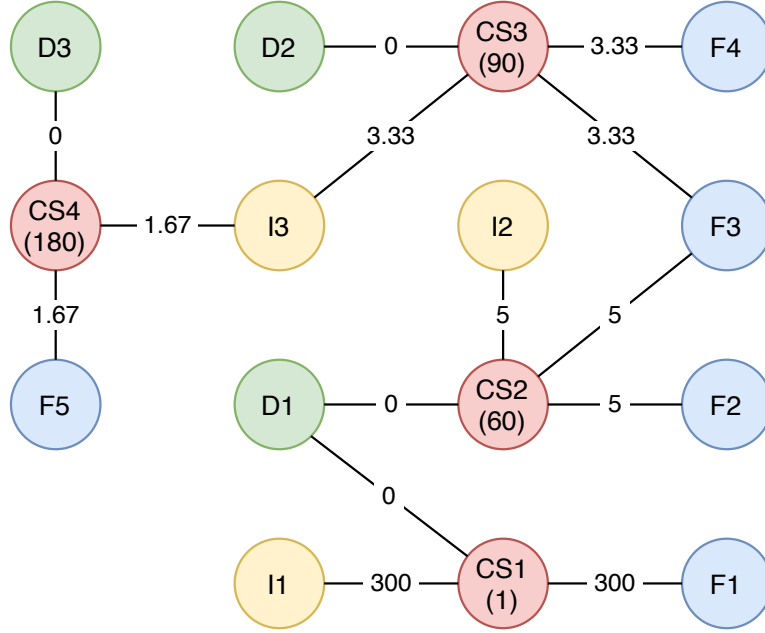 D3
D2
0
CS3
(90)
3.33
F4
0
3.33
3.33
CS4
(180)
1.67
I3
I2
F3
1.67
5
5
F5
D1
0
CS2
(60)
5
F2
0
I1
300
CS1
(1)
300
F1